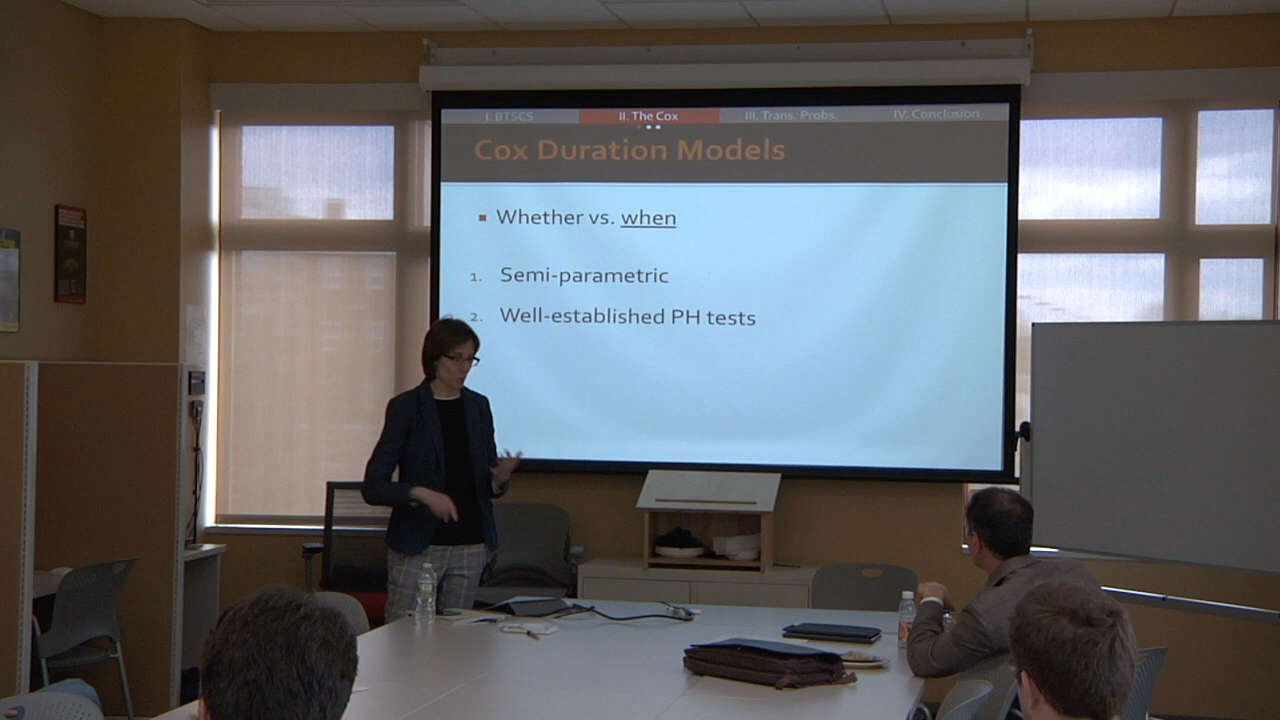 I. BTSCS II. The Cox III. Trans. Probs. IV. Conclusion
Cox Duration Models
Whether vs. when
1. Semi-parametric
2. Well-established PH tests